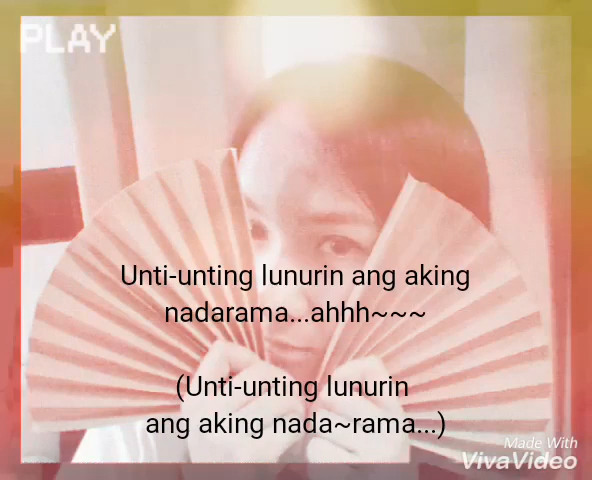 PLAY
Unti-unting lunurin ang aking
nadarama...ahhh~~~
(Unti-unting lunurin
ang aking nada~rama...)
Made With
VivaVideo